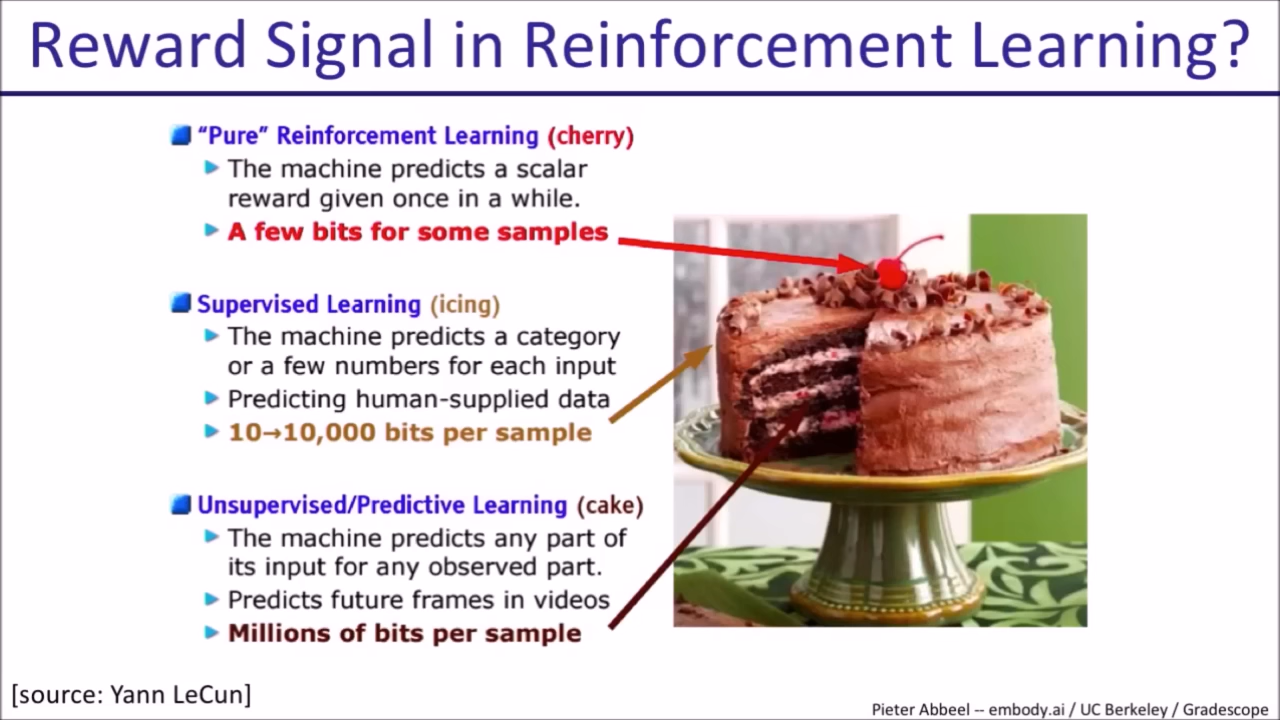 Reward Signal in Reinforcement Learning?
“Pure” Reinforcement Learning (cherry)
The machine predicts a scalar
reward given once in a while.
A few bits for some samples
Supervised Learning (icing)
The machine predicts a category
or a few numbers for each input
Predicting human-supplied data
10→10,000 bits per sample
Unsupervised/Predictive Learning (cake)
The machine predicts any part of
its input for any observed part.
Predicts future frames in videos
Millions of bits per sample
[source: Yann LeCun]
Pieter Abbeel -- embody.ai / UC Berkeley / Gradescope